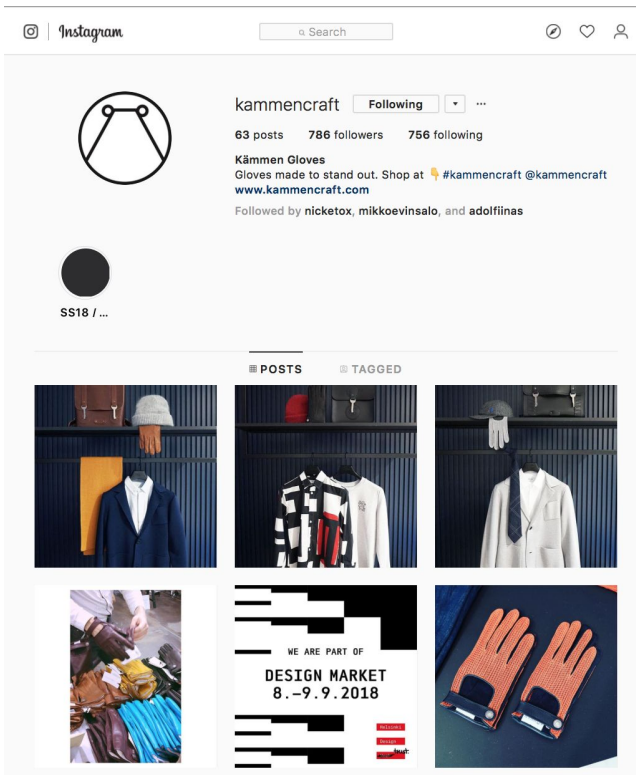 Instagram
Search
kammencraft Following
63 posts 786 followers 756 following
Kämmen Gloves
Gloves made to stand out. Shop at 👇 #kammencraft @kammencraft
www.kammencraft.com
Followed by nicketox, mikkoevinsalo, and adolfiinas
SS18 / ...
POSTS TAGGED
WE ARE PART OF
DESIGN MARKET
8.–9.9.2018
Helsinki
Design